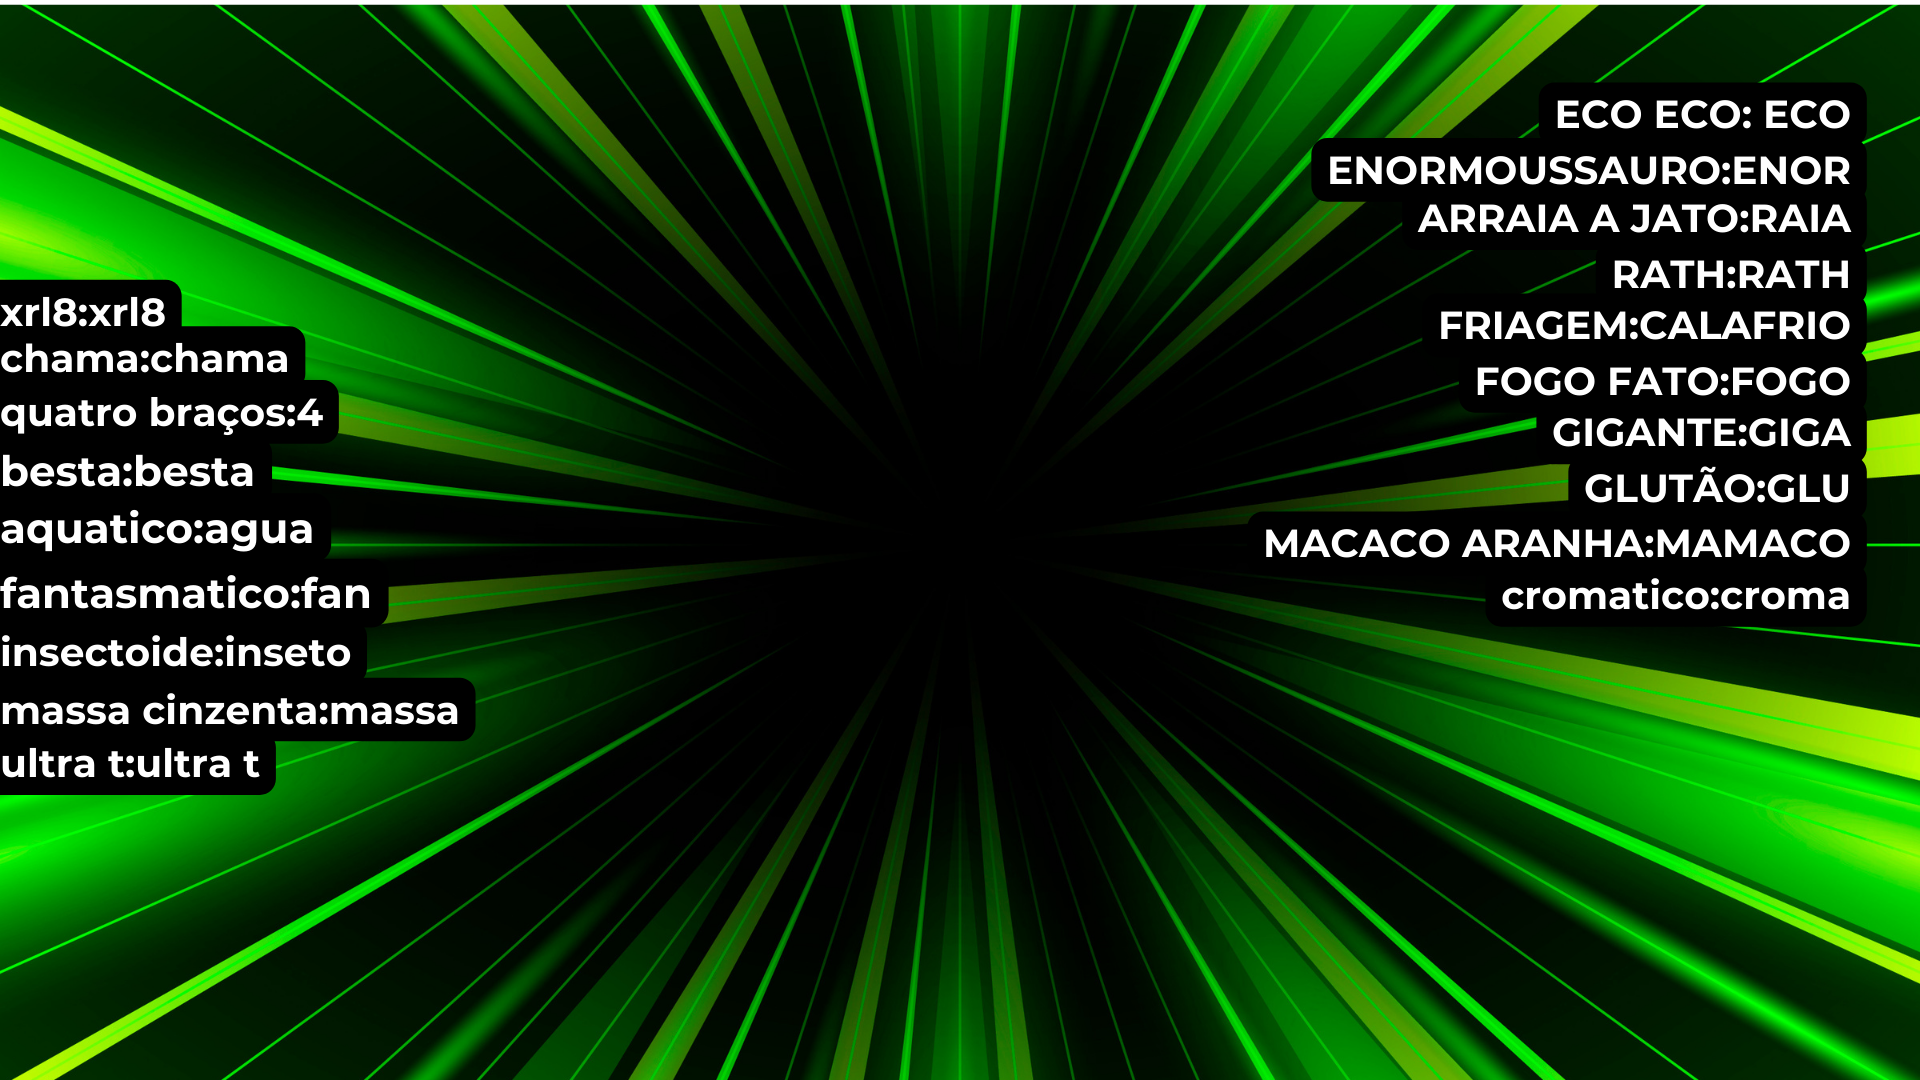 xrl8:xrl8
chama:chama
quatro braços:4
besta:besta
aquatico:agua
fantasmatico:fan
insectoide:inseto
massa cinzenta:massa
ultra t:ultra t
ECO ECO: ECO
ENORMOUSSAURO:ENOR
ARRAIA A JATO:RAIA
RATH:RATH
FRIAGEM:CALAFRIO
FOGO FATO:FOGO
GIGANTE:GIGA
GLUTÃO:GLU
MACACO ARANHA:MAMACO
cromatico:croma